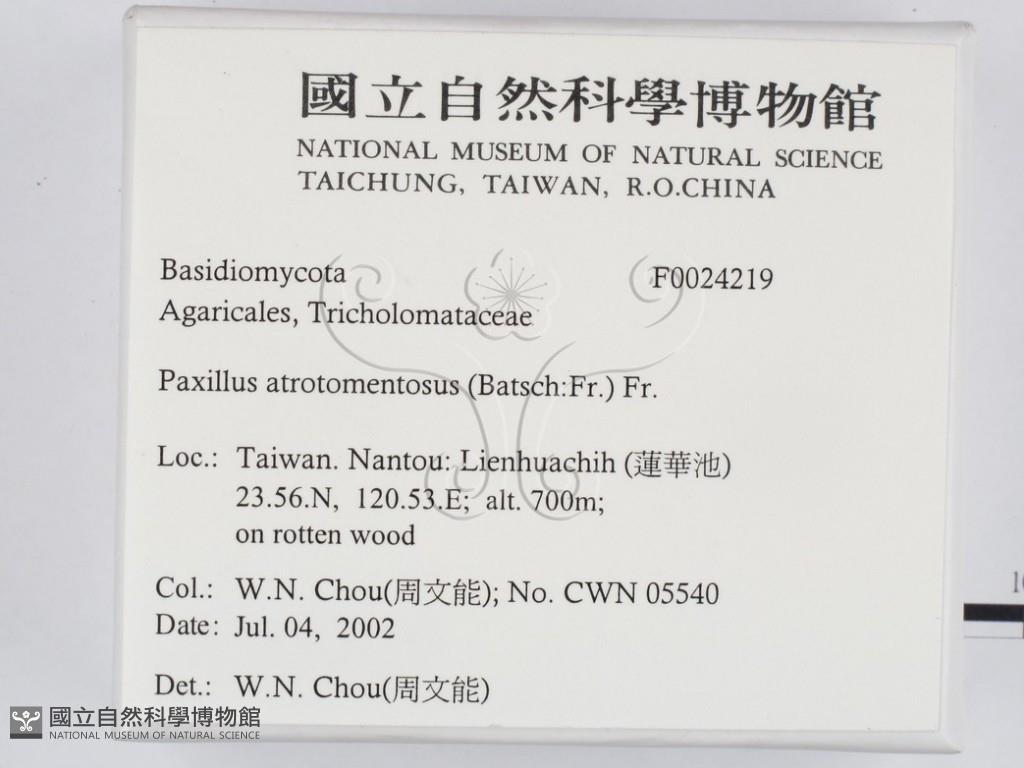 國立自然科學博物館
NATIONAL MUSEUM OF NATURAL SCIENCE
TAICHUNG, TAIWAN, R.O.CHINA
Basidiomycota F0024219
Agaricales, Tricholomataceae
Paxillus atrotomentosus (Batsch:Fr.) Fr.
Loc.: Taiwan. Nantou: Lienhuachih (蓮華池)
23.56.N, 120.53.E; alt. 700m;
on rotten wood
Col.: W.N. Chou(周文能); No. CWN 05540
Date: Jul. 04, 2002
Det.: W.N. Chou(周文能)
國立自然科學博物館
NATIONAL MUSEUM OF NATURAL SCIENCE